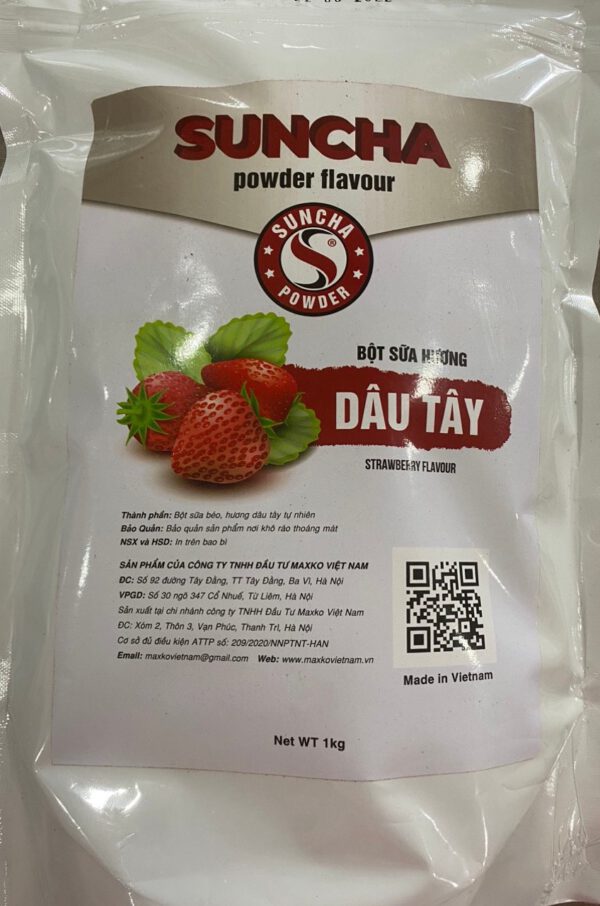 SUNCHA
powder flavour
SUNCHA
®
POWDER
BỘT SỮA HƯƠNG
DÂU TÂY
STRAWBERRY FLAVOUR
Thành phần: Bột sữa béo, hương dâu tây tự nhiên
Bảo Quản: Bảo quản sản phẩm nơi khô ráo thoáng mát
NSX và HSD: In trên bao bì
SẢN PHẨM CỦA CÔNG TY TNHH ĐẦU TƯ MAXKO VIỆT NAM
ĐC: Số 92 đường Tây Đằng, TT Tây Đằng, Ba Vì, Hà Nội
VPGD: Số 30 ngõ 347 Cổ Nhuế, Từ Liêm, Hà Nội
Sản xuất tại chi nhánh công ty TNHH Đầu Tư Maxko Việt Nam
ĐC: Xóm 2, Thôn 3, Vạn Phúc, Thanh Trì, Hà Nội
Cơ sở đủ điều kiện ATTP số: 209/2020/NNPTNT-HAN
Email: maxkovietnam@gmail.com Web: www.maxkovietnam.vn
Made in Vietnam
Net WT 1kg